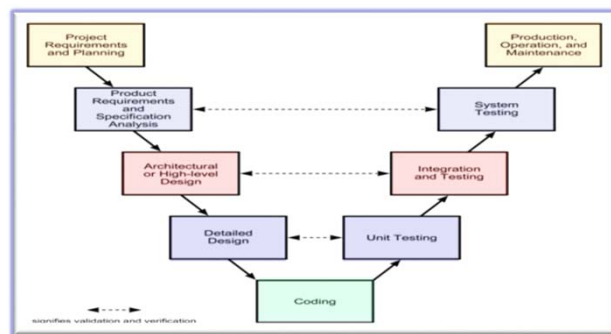 Project
Requirements
and Planning
Production,
Operation, and
Maintenance
Product
Requirements
and
Specification
Analysis
System
Testing
Architectural
or High-level
Design
Integration
and Testing
Detailed
Design
Unit Testing
Coding
signifies validation and verification